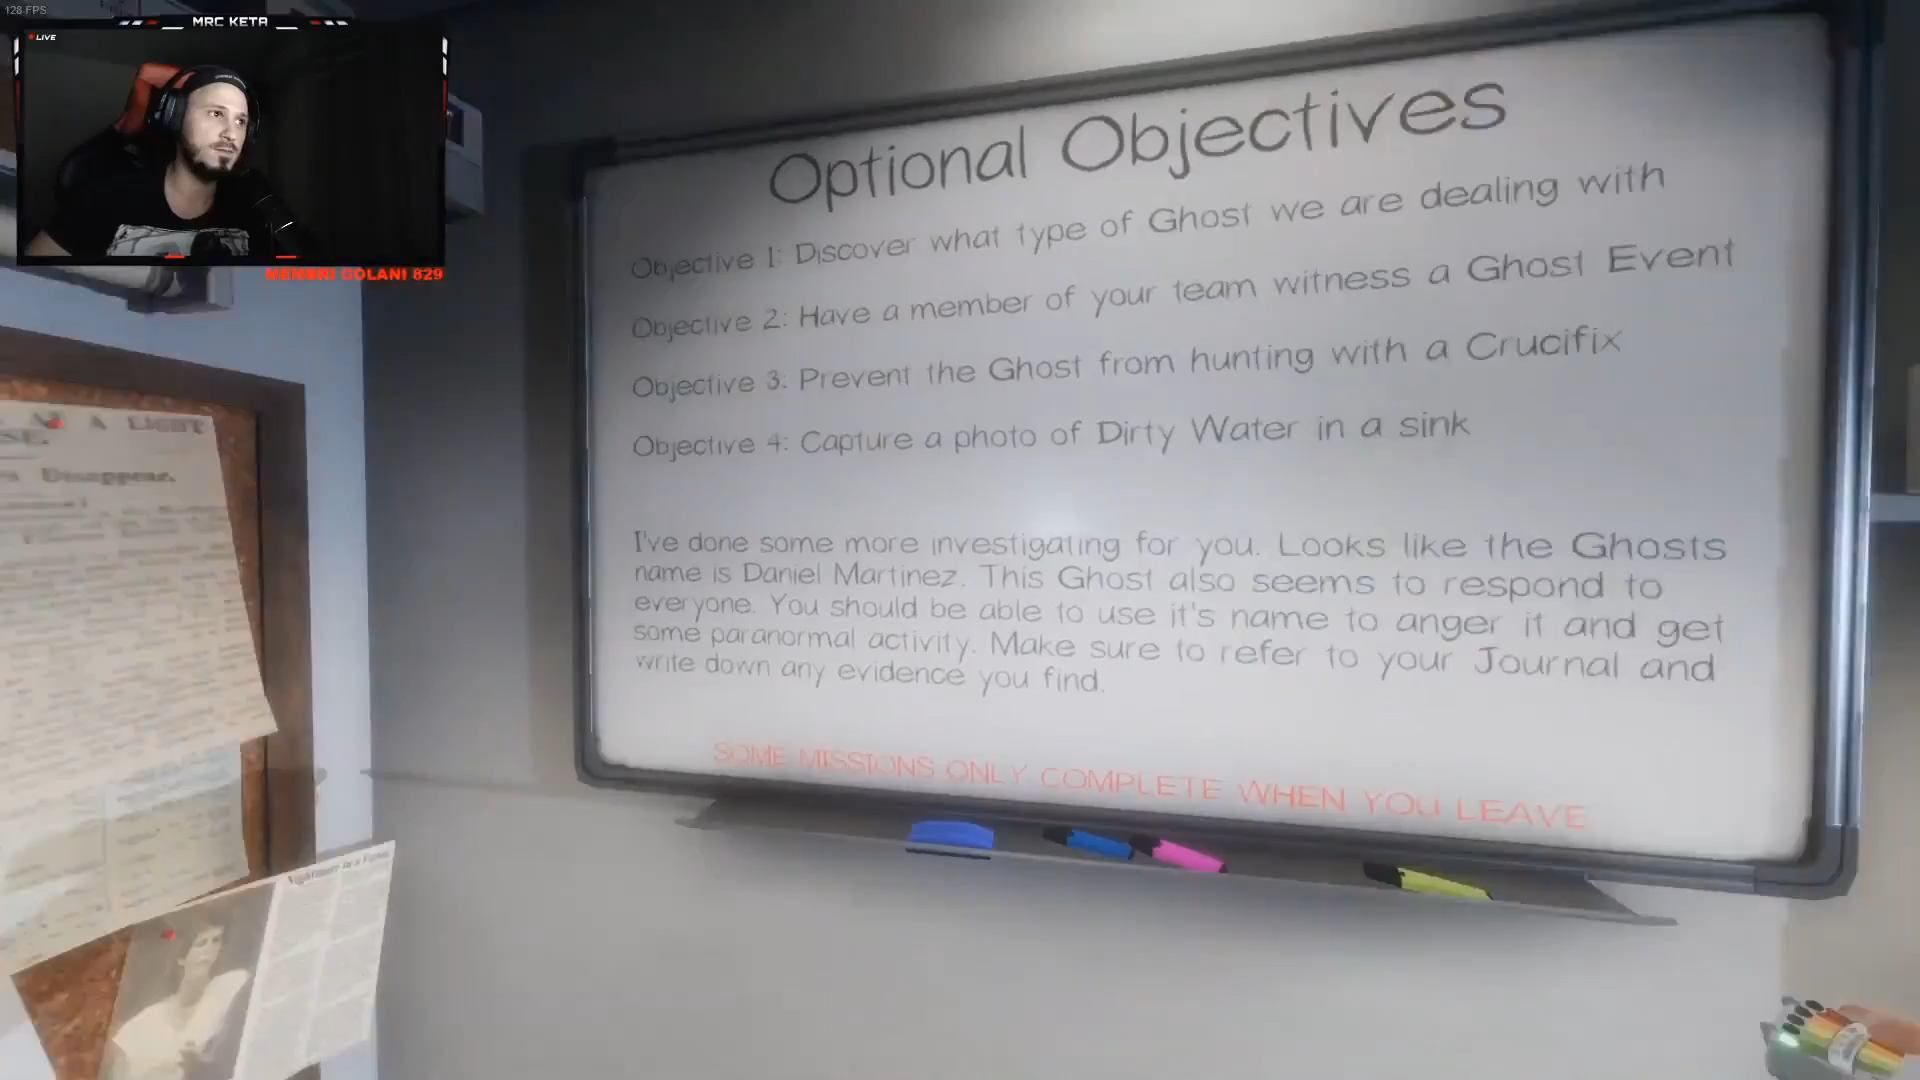 128 FPS
MRC KETA
LIVE
MEMBRI GOLANI 829
Optional Objectives
Objective 1: Discover what type of Ghost we are dealing with
Objective 2: Have a member of your team witness a Ghost Event
Objective 3: Prevent the Ghost from hunting with a Crucifix
Objective 4: Capture a photo of Dirty Water in a sink
I've done some more investigating for you. Looks like the Ghosts
name is Daniel Martinez. This Ghost also seems to respond to
everyone. You should be able to use it's name to anger it and get
some paranormal activity. Make sure to refer to your Journal and
write down any evidence you find.
SOME MISSIONS ONLY COMPLETE WHEN YOU LEAVE
A LIGHT
Disappear.